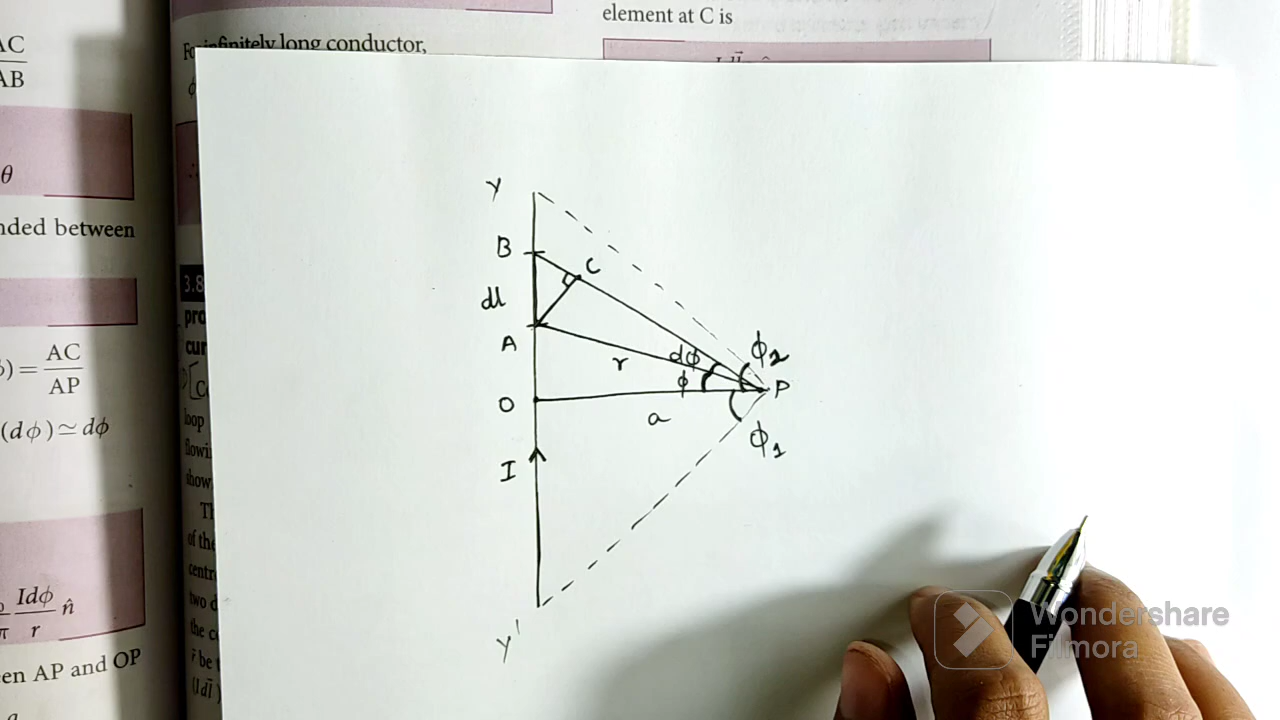 element at C is
For infinitely long conductor,
AC
AB
θ
nded between
) = AC
AP
(dϕ) ≃ dϕ
Idϕ n̂
π r
een AP and OP
3.8
pro
cur
loop
flowi
show
Th
of the
centr
two d
the c
r⃗ be t
(Idl⃗)
Y
B
C
dl
A
r
dϕ
ϕ
ϕ2
P
O
a
ϕ1
I
Y'
Wondershare
Filmora